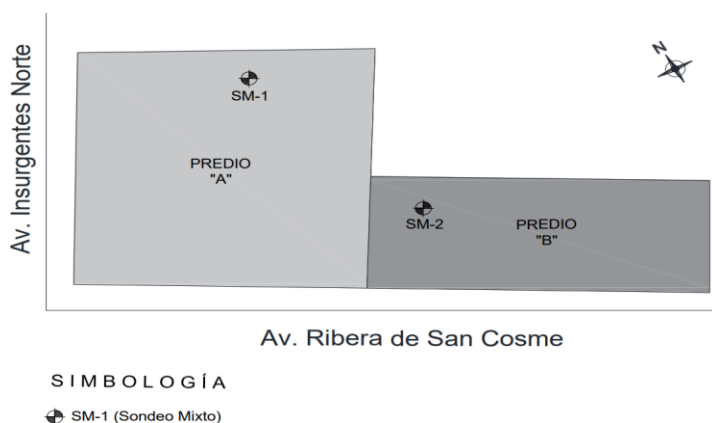 Av. Insurgentes Norte
N
SM-1
PREDIO
"A"
SM-2
PREDIO
"B"
Av. Ribera de San Cosme
SIMBOLOGÍA
SM-1 (Sondeo Mixto)